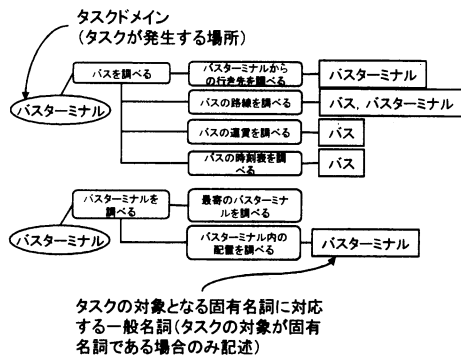 タスクドメイン
(タスクが発生する場所)
バスを調べる
バスターミナルから
の行き先を調べる
バスターミナル
バスターミナル
バスの路線を調べる
バス, バスターミナル
バスの運賃を調べる
バス
バスの時刻表を調
べる
バス
バスターミナルを
調べる
最寄のバスターミナ
ルを調べる
バスターミナル
バスターミナル内の
配置を調べる
バスターミナル
タスクの対象となる固有名詞に対応
する一般名詞(タスクの対象が固有
名詞である場合のみ記述)